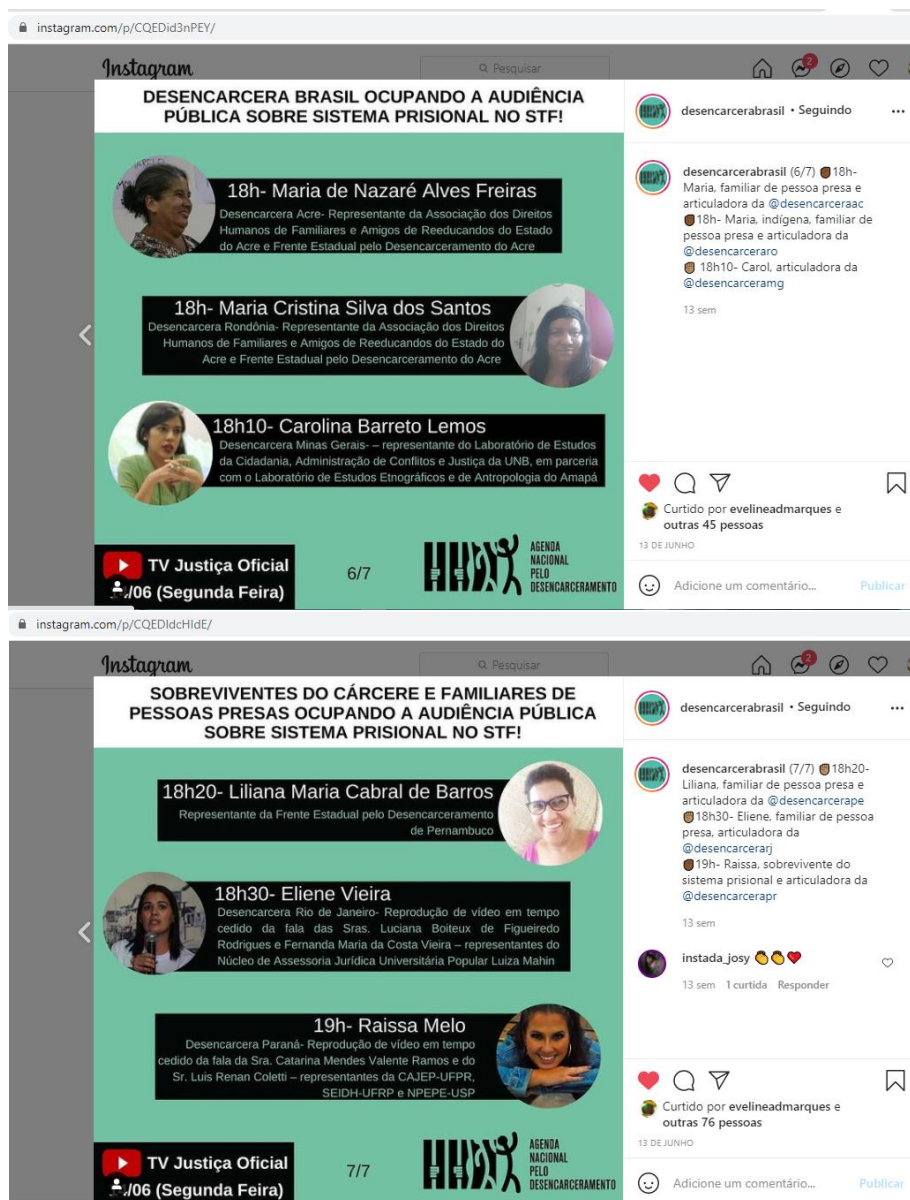 instagram.com/p/CQEDid3nPEY/
Instagram
Pesquisar
2
DESENCARCERA BRASIL OCUPANDO A AUDIÊNCIA
PÚBLICA SOBRE SISTEMA PRISIONAL NO STF!
18h- Maria de Nazaré Alves Freiras
Desencarcera Acre- Representante da Associação dos Direitos
Humanos de Familiares e Amigos de Reeducandos do Estado
do Acre e Frente Estadual pelo Desencarceramento do Acre
18h- Maria Cristina Silva dos Santos
Desencarcera Rondônia- Representante da Associação dos Direitos
Humanos de Familiares e Amigos de Reeducandos do Estado do
Acre e Frente Estadual pelo Desencarceramento do Acre
18h10- Carolina Barreto Lemos
Desencarcera Minas Gerais- – representante do Laboratório de Estudos
da Cidadania, Administração de Conflitos e Justiça da UNB, em parceria
com o Laboratório de Estudos Etnográficos e de Antropologia do Amapá
TV Justiça Oficial
/06 (Segunda Feira)
6/7
AGENDA
NACIONAL
PELO
DESENCARCERAMENTO
desencarcerabrasil • Seguindo
desencarcerabrasil (6/7) ✊🏿18h-
Maria, familiar de pessoa presa e
articuladora da @desencarceraac
✊🏿18h- Maria, indígena, familiar de
pessoa presa e articuladora da
@desencarceraro
✊🏾 18h10- Carol, articuladora da
@desencarceramg
13 sem
Curtido por evelineadmarques e
outras 45 pessoas
13 DE JUNHO
Adicione um comentário...
Publicar
instagram.com/p/CQEDIdcHIdE/
Instagram
Pesquisar
2
SOBREVIVENTES DO CÁRCERE E FAMILIARES DE
PESSOAS PRESAS OCUPANDO A AUDIÊNCIA PÚBLICA
SOBRE SISTEMA PRISIONAL NO STF!
18h20- Liliana Maria Cabral de Barros
Representante da Frente Estadual pelo Desencarceramento
de Pernambuco
18h30- Eliene Vieira
Desencarcera Rio de Janeiro- Reprodução de vídeo em tempo
cedido da fala das Sras. Luciana Boiteux de Figueiredo
Rodrigues e Fernanda Maria da Costa Vieira – representantes do
Núcleo de Assessoria Jurídica Universitária Popular Luiza Mahin
19h- Raissa Melo
Desencarcera Paraná- Reprodução de vídeo em tempo
cedido da fala da Sra. Catarina Mendes Valente Ramos e do
Sr. Luis Renan Coletti – representantes da CAJEP-UFPR,
SEIDH-UFRP e NPEPE-USP
TV Justiça Oficial
/06 (Segunda Feira)
7/7
AGENDA
NACIONAL
PELO
DESENCARCERAMENTO
desencarcerabrasil • Seguindo
desencarcerabrasil (7/7) ✊🏾18h20-
Liliana, familiar de pessoa presa e
articuladora da @desencarcerape
✊🏽18h30- Eliene, familiar de pessoa
presa, articuladora da
@desencarcerarj
✊🏿19h- Raissa, sobrevivente do
sistema prisional e articuladora da
@desencarcerapr
13 sem
instada_josy 👏👏❤️
13 sem 1 curtida Responder
Curtido por evelineadmarques e
outras 76 pessoas
13 DE JUNHO
Adicione um comentário...
Publicar